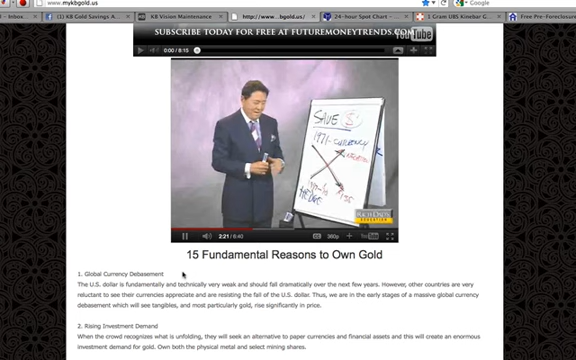 www.mykbgold.us
Inbox...
K8 Gold Savings A...
KB Vision Maintenance
http://www...bgold.us/
24-hour Spot Chart -
1 Gram UBS Kinebar G
Free Pre-Foreclosure
SUBSCRIBE TODAY FOR FREE AT FUTUREMONEYTRENDS.COM
YouTube
0:00 / 8:15
SAVE $
1971 - CURRENCY
RICH DAD'S
EDUCATION
2:21 / 6:40
360p
YouTube
15 Fundamental Reasons to Own Gold
1. Global Currency Debasement
The U.S. dollar is fundamentally and technically very weak and should fall dramatically over the next few years. However, other countries are very
reluctant to see their currencies appreciate and are resisting the fall of the U.S. dollar. Thus, we are in the early stages of a massive global currency
debasement which will see tangibles, and most particularly gold, rise significantly in price.
2. Rising Investment Demand
When the crowd recognizes what is unfolding, they will seek an alternative to paper currencies and financial assets and this will create an enormous
investment demand for gold. Own both the physical metal and select mining shares.